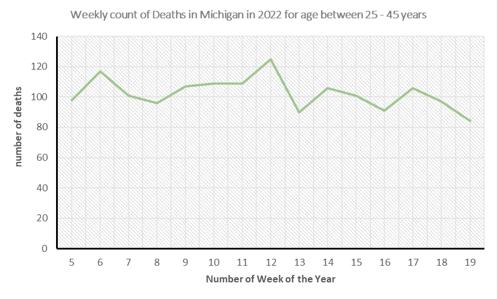 Weekly count of Deaths in Michigan in 2022 for age between 25 - 45 years
140
120
100
80
60
40
20
0
number of deaths
5 6 7 8 9 10 11 12 13 14 15 16 17 18 19
Number of Week of the Year